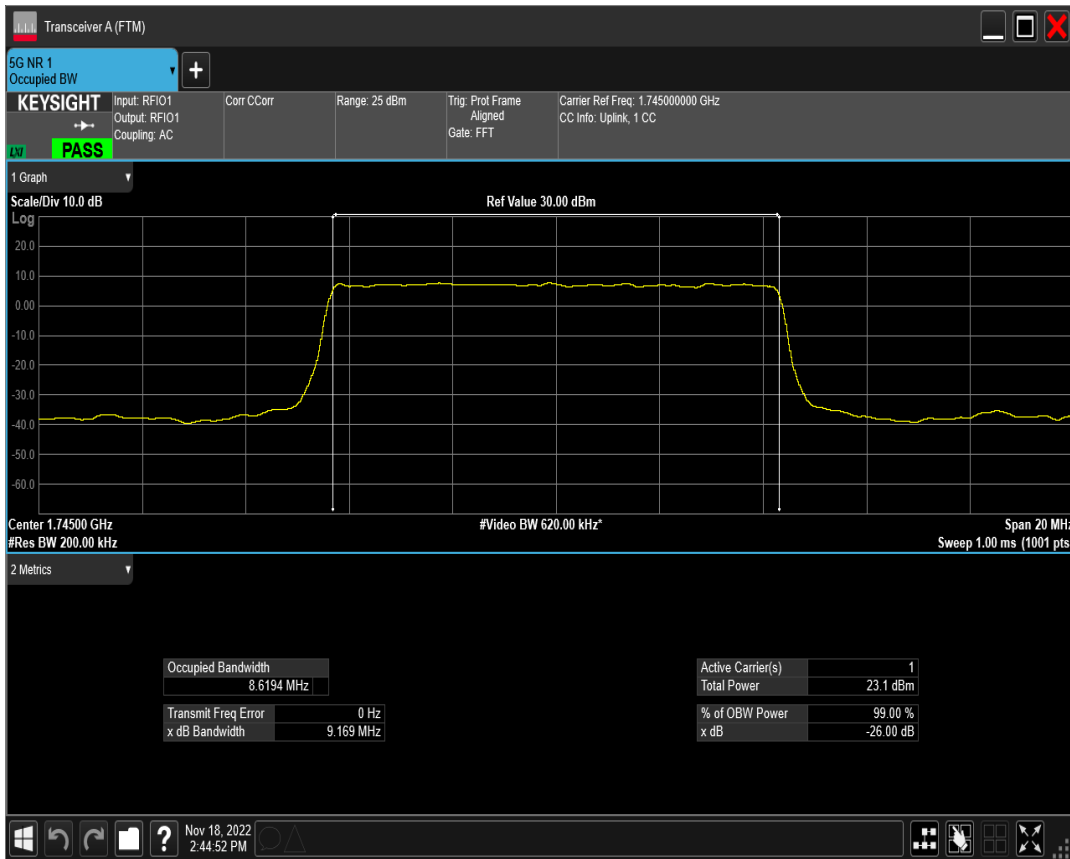 Transceiver A (FTM)
5G NR 1
Occupied BW
+
KEYSIGHT
LXI
PASS
Input: RFIO1
Output: RFIO1
Coupling: AC
Corr CCorr
Range: 25 dBm
Trig: Prot Frame
Aligned
Gate: FFT
Carrier Ref Freq: 1.745000000 GHz
CC Info: Uplink, 1 CC
1 Graph
Scale/Div 10.0 dB
Ref Value 30.00 dBm
Log
20.0
10.0
0.00
-10.0
-20.0
-30.0
-40.0
-50.0
-60.0
Center 1.74500 GHz
#Video BW 620.00 kHz*
Span 20 MHz
#Res BW 200.00 kHz
Sweep 1.00 ms (1001 pts
2 Metrics
Occupied Bandwidth
8.6194 MHz
Transmit Freq Error 0 Hz
x dB Bandwidth 9.169 MHz
Active Carrier(s) 1
Total Power 23.1 dBm
% of OBW Power 99.00 %
x dB -26.00 dB
?
Nov 18, 2022
2:44:52 PM